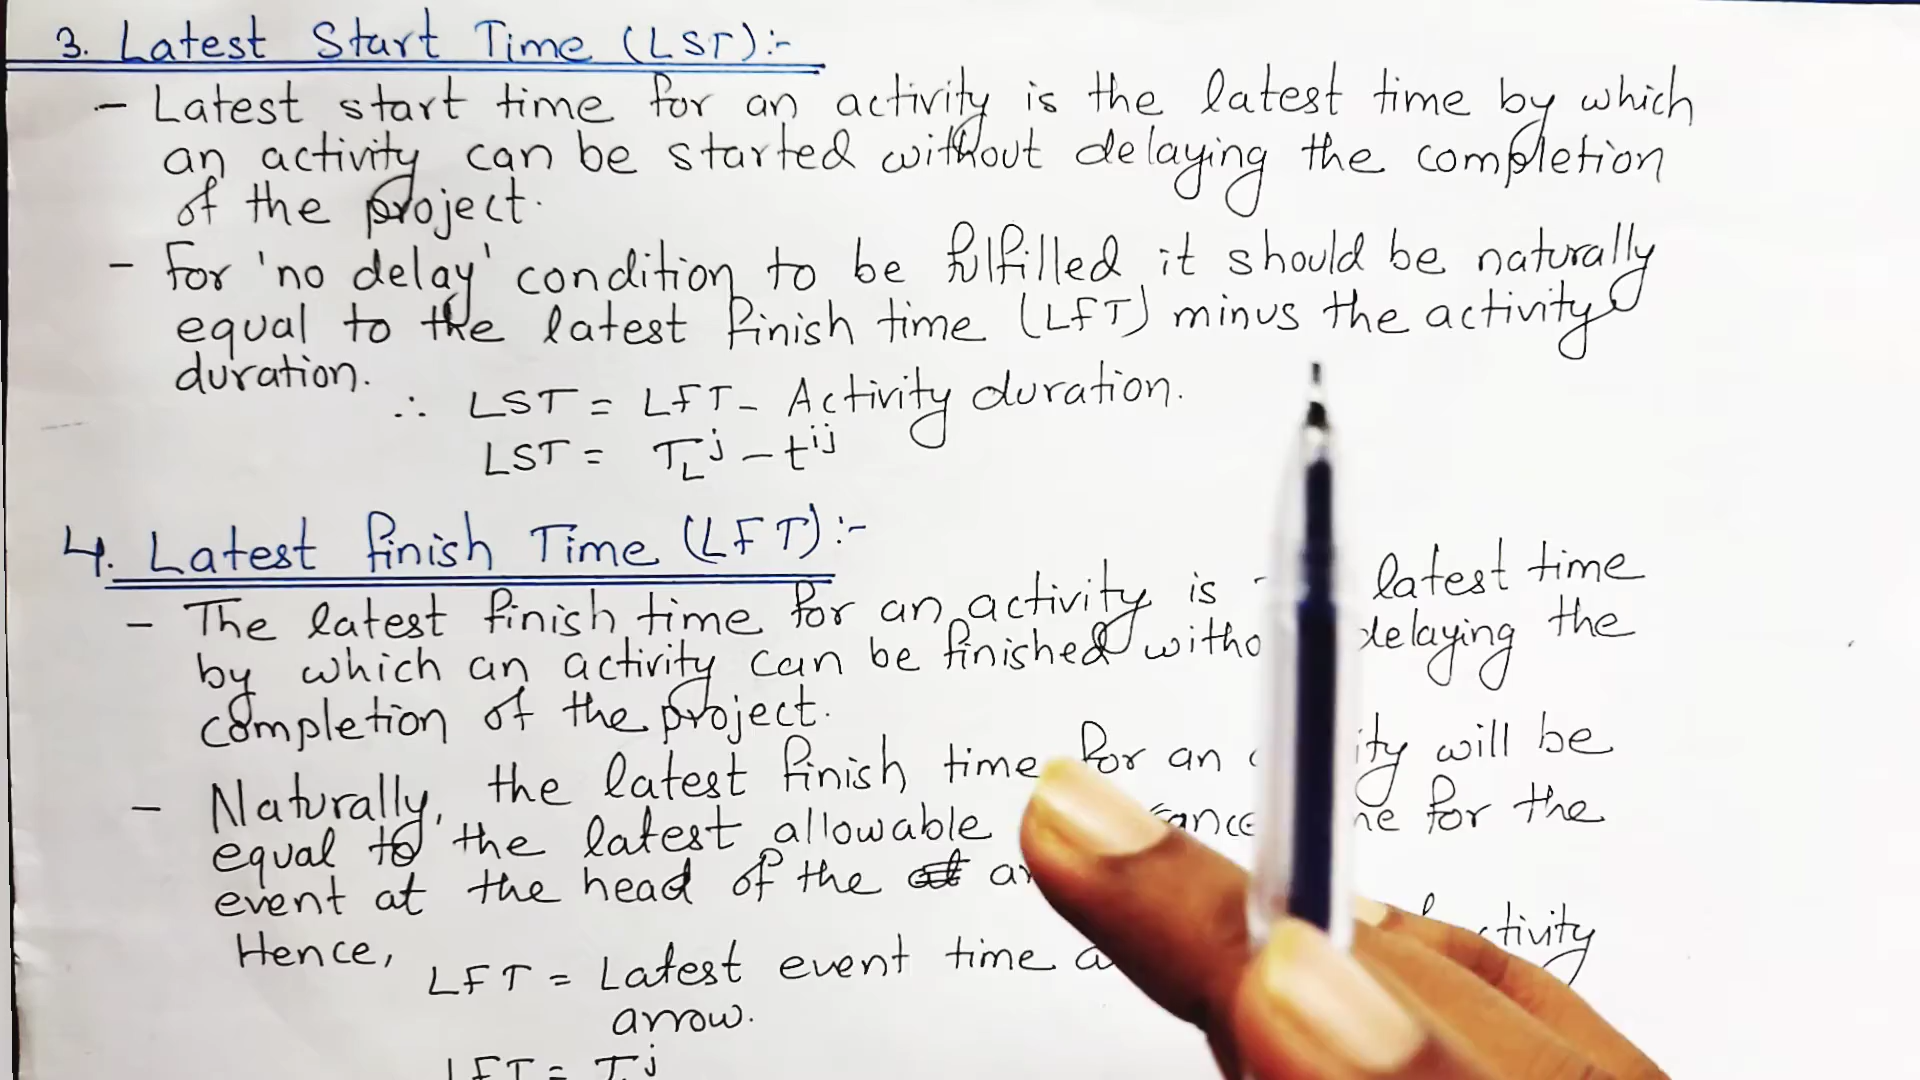 3. Latest Start Time (LST):-
- Latest start time for an activity is the latest time by which
an activity can be started without delaying the completion
of the project.
- For 'no delay' condition to be fulfilled it should be naturally
equal to the latest finish time (LFT) minus the activity
duration.
∴ LST = LFT - Activity duration.
LST = T_L^j - t^ij
4. Latest finish Time (LFT):-
- The latest finish time for an activity is latest time
by which an activity can be finished delaying the
completion of the project.
- Naturally, the latest finish time for an will be
equal to the latest allowable for the
event at the head of the
Hence,
LFT = Latest event time
arrow.